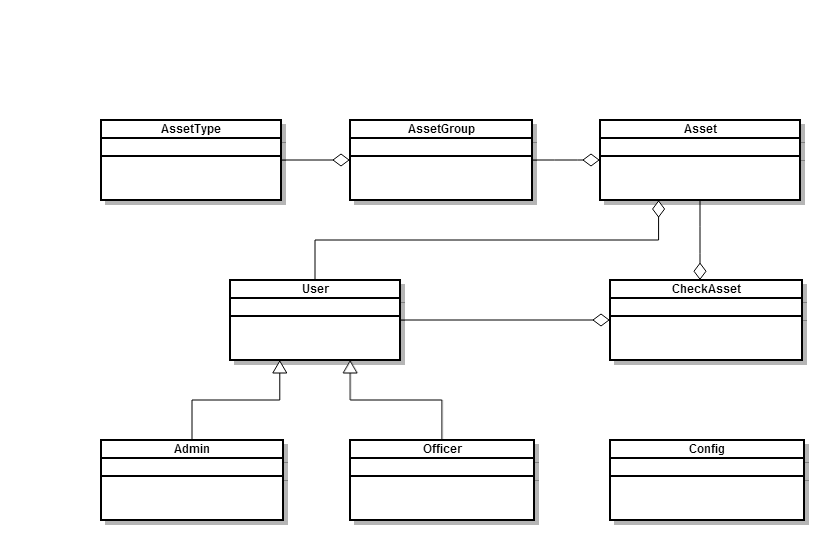 AssetType
AssetGroup
Asset
User
CheckAsset
Admin
Officer
Config